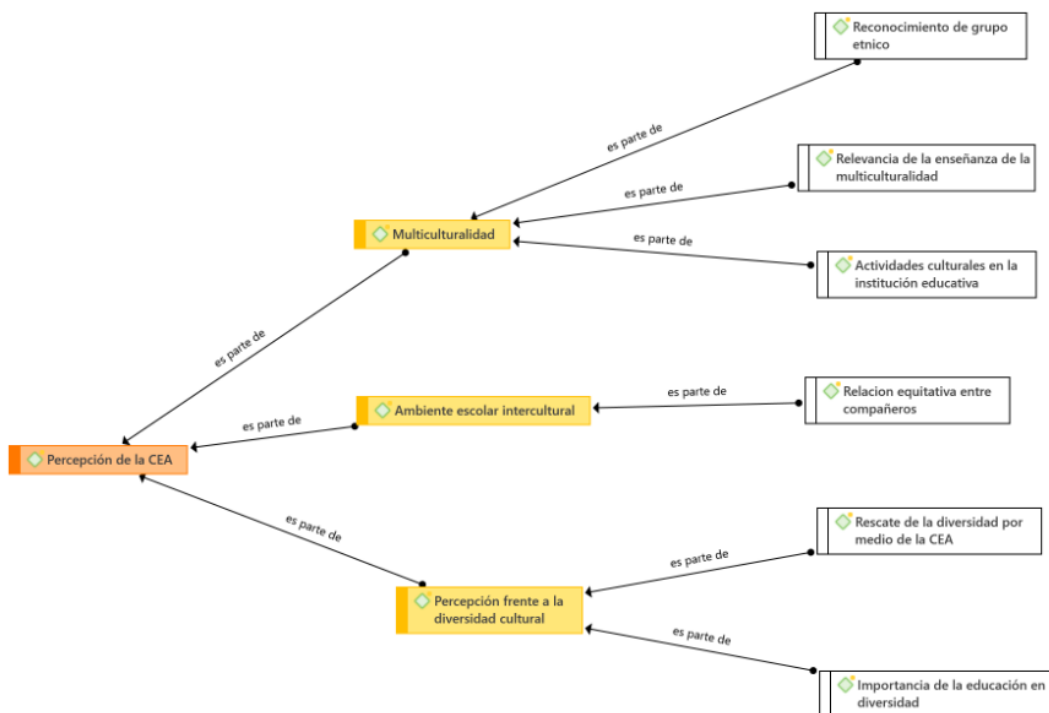 Reconocimiento de grupo
etnico
es parte de
Relevancia de la enseñanza de la
multiculturalidad
es parte de
Multiculturalidad
es parte de
Actividades culturales en la
institución educativa
es parte de
Relacion equitativa entre
compañeros
es parte de
Ambiente escolar intercultural
es parte de
Percepción de la CEA
es parte de
Rescate de la diversidad por
medio de la CEA
es parte de
Percepción frente a la
diversidad cultural
es parte de
Importancia de la educación en
diversidad